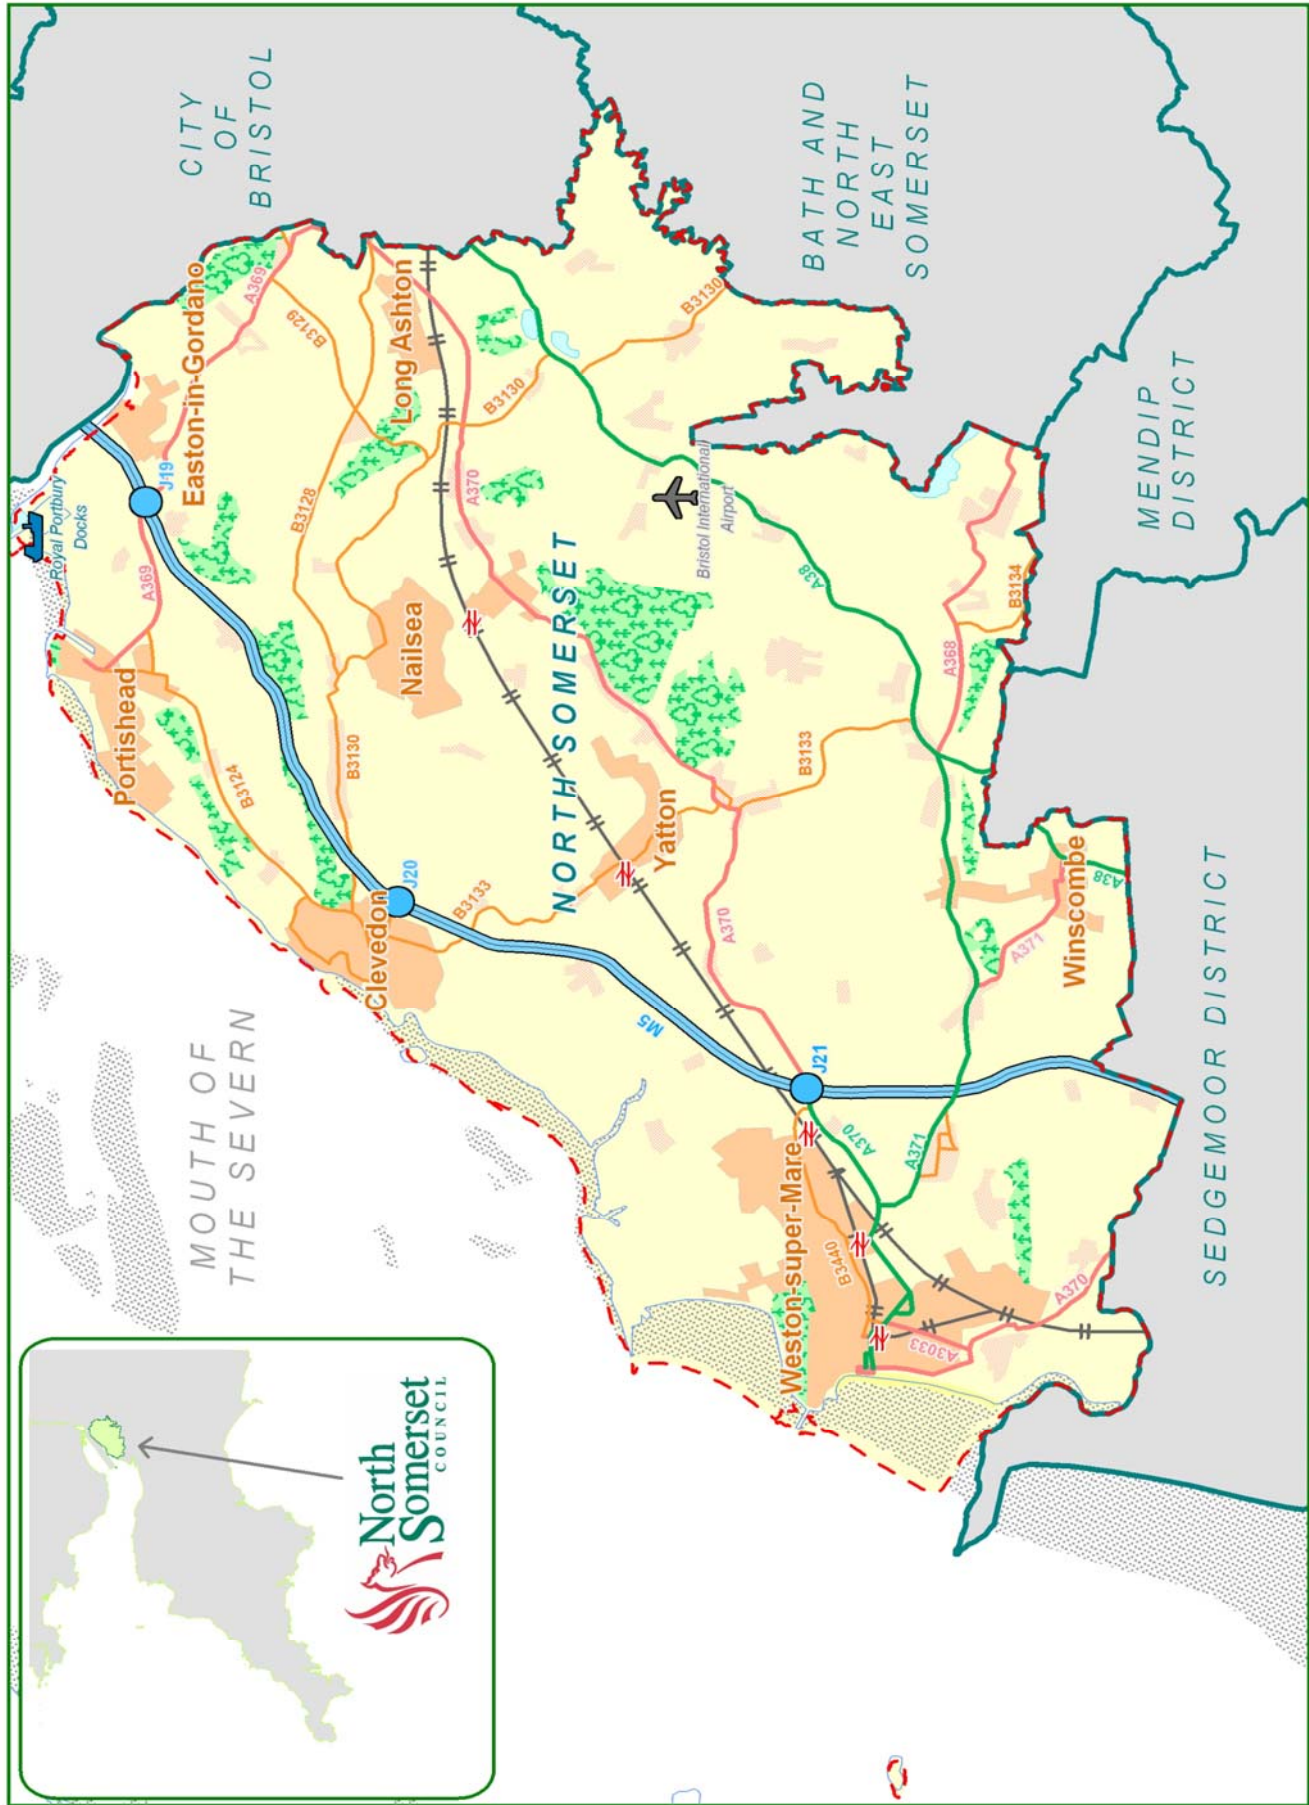 North
Somerset
COUNCIL
MOUTH OF
THE SEVERN
Royal Portbury
Docks
CITY
OF
BRISTOL
Portishead
A369
J19
Easton-in-Gordano
A369
B3124
B3129
B3128
Clevedon
J20
B3130
Nailsea
Long Ashton
B3133
A370
B3130
B3130
NORTH SOMERSET
M5
Yatton
Bristol International
Airport
BATH AND
NORTH
EAST
SOMERSET
A370
B3133
A38
Weston-super-Mare
J21
B3440
A370
A371
A3033
A368
B3134
A370
A371
Winscombe
A38
MENDIP
DISTRICT
SEDGEMOOR DISTRICT